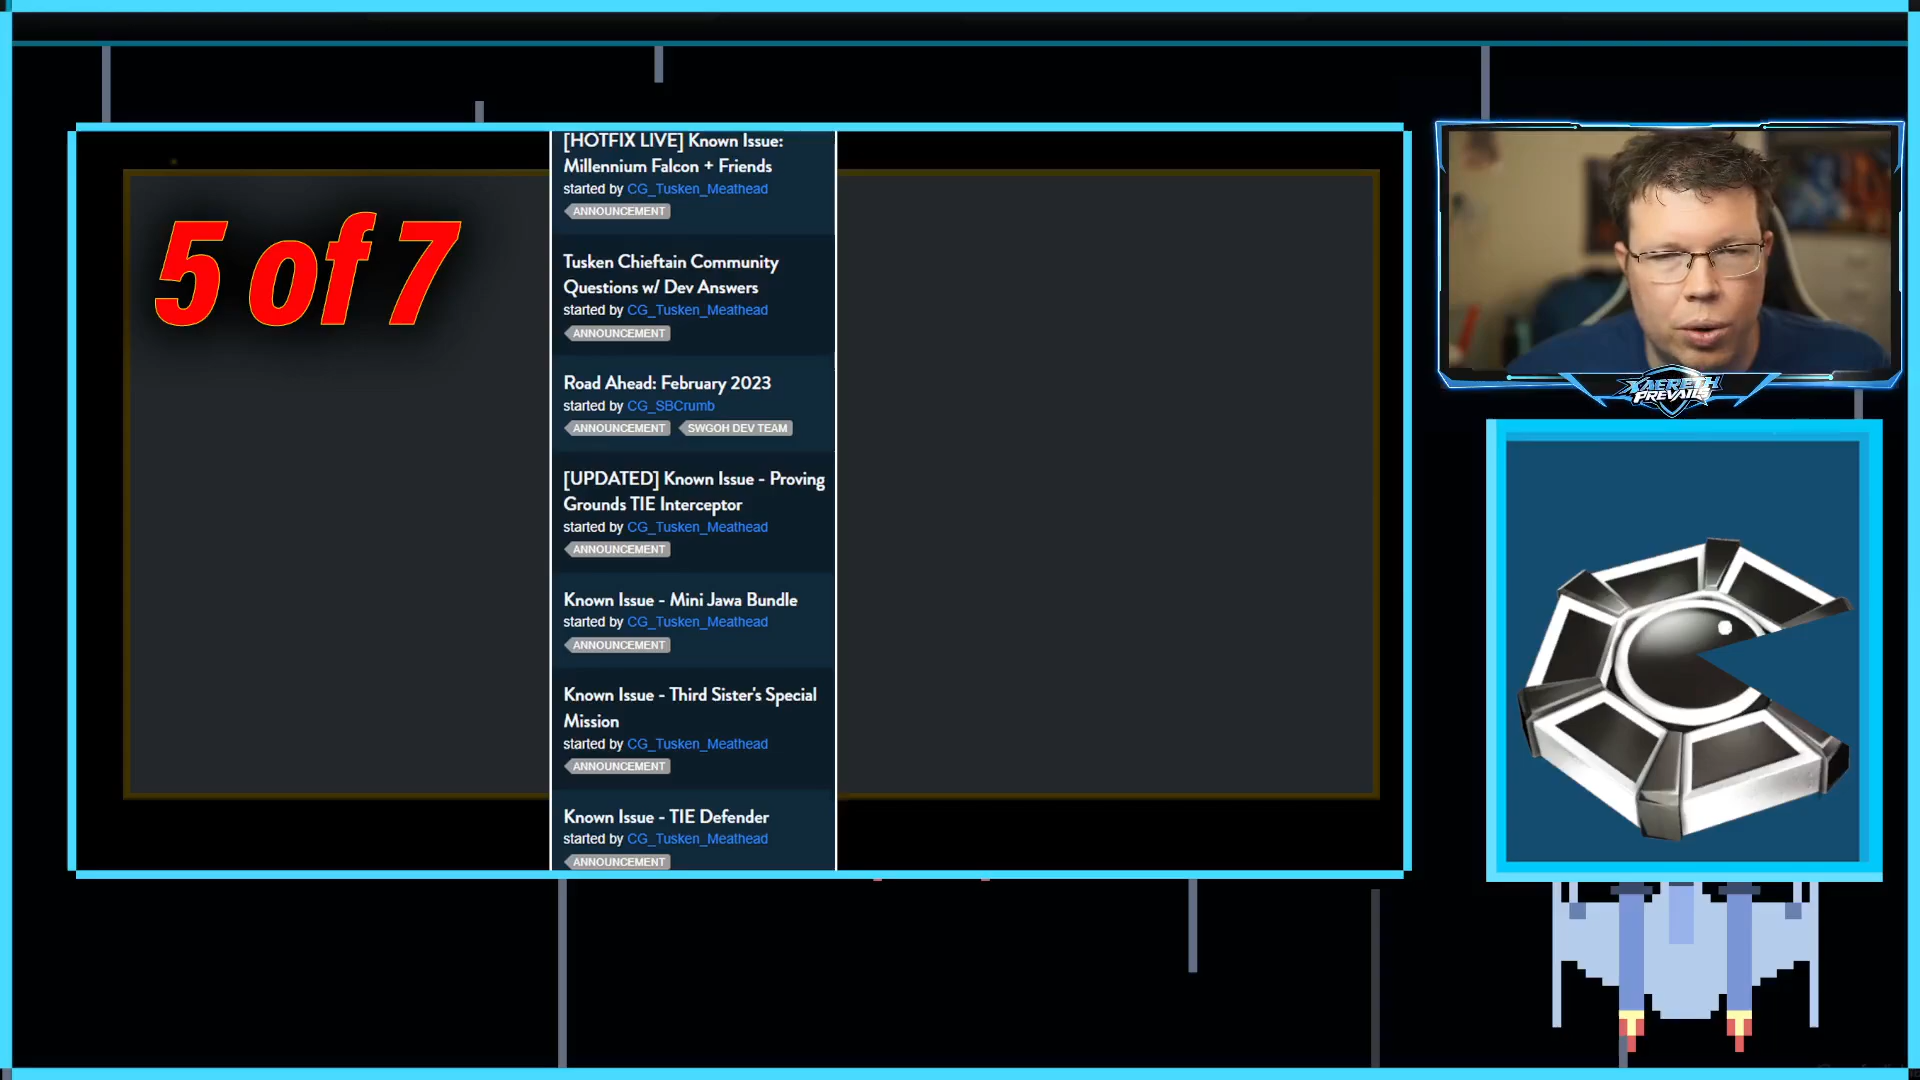 [HOTFIX LIVE] Known Issue:
Millennium Falcon + Friends
started by CG_Tusken_Meathead
ANNOUNCEMENT
5 of 7
Tusken Chieftain Community
Questions w/ Dev Answers
started by CG_Tusken_Meathead
ANNOUNCEMENT
Road Ahead: February 2023
started by CG_SBCrumb
ANNOUNCEMENT SWGOH DEV TEAM
[UPDATED] Known Issue - Proving
Grounds TIE Interceptor
started by CG_Tusken_Meathead
ANNOUNCEMENT
Known Issue - Mini Jawa Bundle
started by CG_Tusken_Meathead
ANNOUNCEMENT
Known Issue - Third Sister's Special
Mission
started by CG_Tusken_Meathead
ANNOUNCEMENT
Known Issue - TIE Defender
started by CG_Tusken_Meathead
ANNOUNCEMENT
XAERETH
PREVAILS